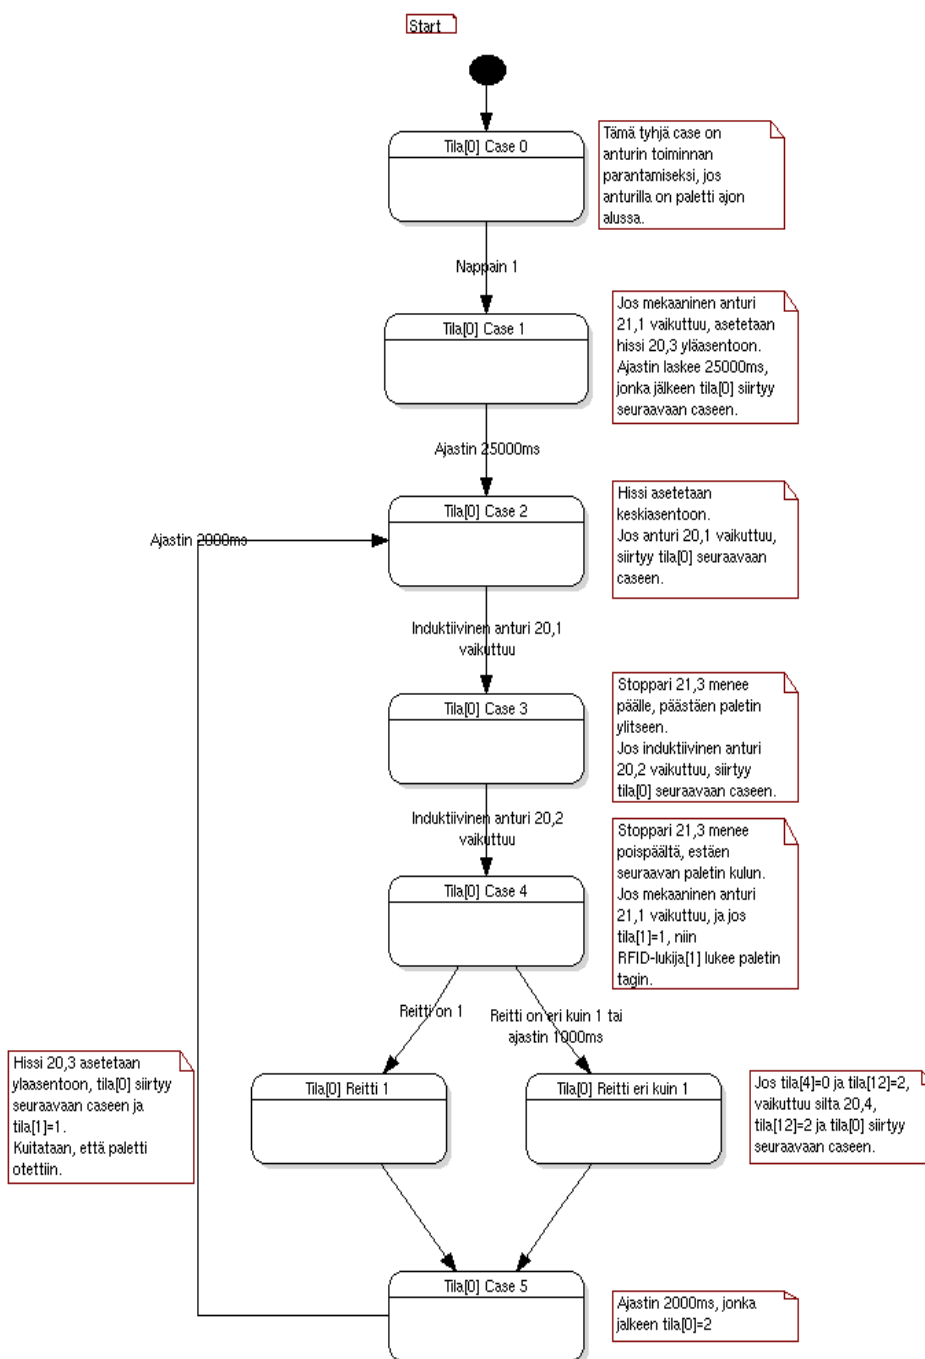 Start
Tila[0] Case 0
Tämä tyhjä case on
anturin toiminnan
parantamiseksi, jos
anturilla on paletti ajon
alussa.
Nappain 1
Tila[0] Case 1
Jos mekaaninen anturi
21,1 vaikuttuu, asetetaan
hissi 20,3 yläasentoon.
Ajastin laskee 25000ms,
jonka jälkeen tila[0] siirtyy
seuraavaan caseen.
Ajastin 25000ms
Tila[0] Case 2
Hissi asetetaan
keskiasentoon.
Jos anturi 20,1 vaikuttuu,
siirtyy tila[0] seuraavaan
caseen.
Ajastin 2000ms
Induktiivinen anturi 20,1
vaikuttuu
Tila[0] Case 3
Stoppari 21,3 menee
päälle, päästäen paletin
ylitseen.
Jos induktiivinen anturi
20,2 vaikuttuu, siirtyy
tila[0] seuraavaan caseen.
Induktiivinen anturi 20,2
vaikuttuu
Tila[0] Case 4
Stoppari 21,3 menee
poispäältä, estäen
seuraavan paletin kulun.
Jos mekaaninen anturi
21,1 vaikuttuu, ja jos
tila[1]=1, niin
RFID-lukija[1] lukee paletin
tagin.
Reitti on 1
Reitti on eri kuin 1 tai
ajastin 1000ms
Hissi 20,3 asetetaan
ylaasentoon, tila[0] siirtyy
seuraavaan caseen ja
tila[1]=1.
Kuitataan, että paletti
otettiin.
Tila[0] Reitti 1
Tila[0] Reitti eri kuin 1
Jos tila[4]=0 ja tila[12]=2,
vaikuttuu silta 20,4,
tila[12]=2 ja tila[0] siirtyy
seuraavaan caseen.
Tila[0] Case 5
Ajastin 2000ms, jonka
jalkeen tila[0]=2